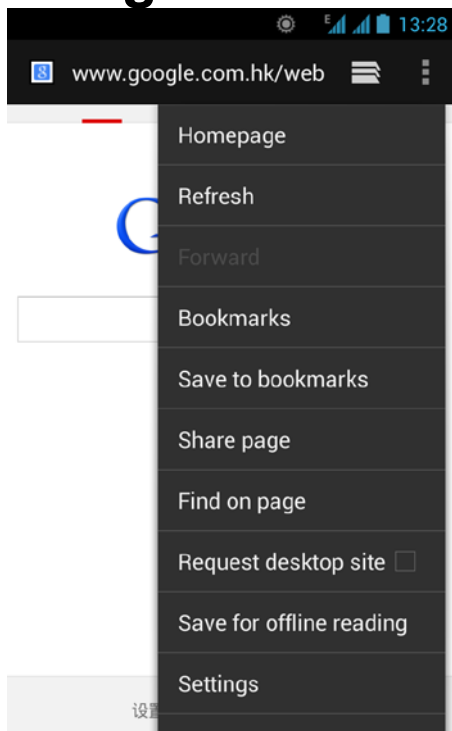 E
13:28
8 www.google.com.hk/web
Homepage
Refresh
Forward
Bookmarks
Save to bookmarks
Share page
Find on page
Request desktop site
Save for offline reading
Settings
设置